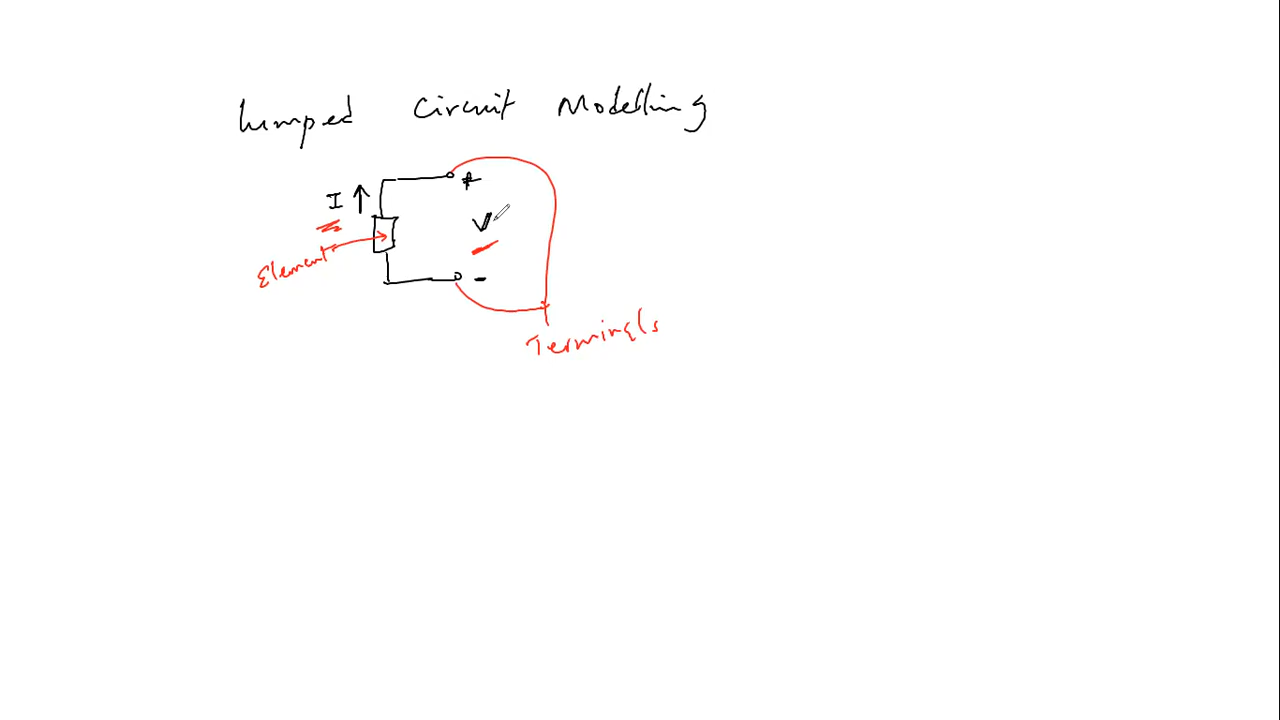 Lumped Circuit Modelling
+
I ↑
V
Element
-
Terminals